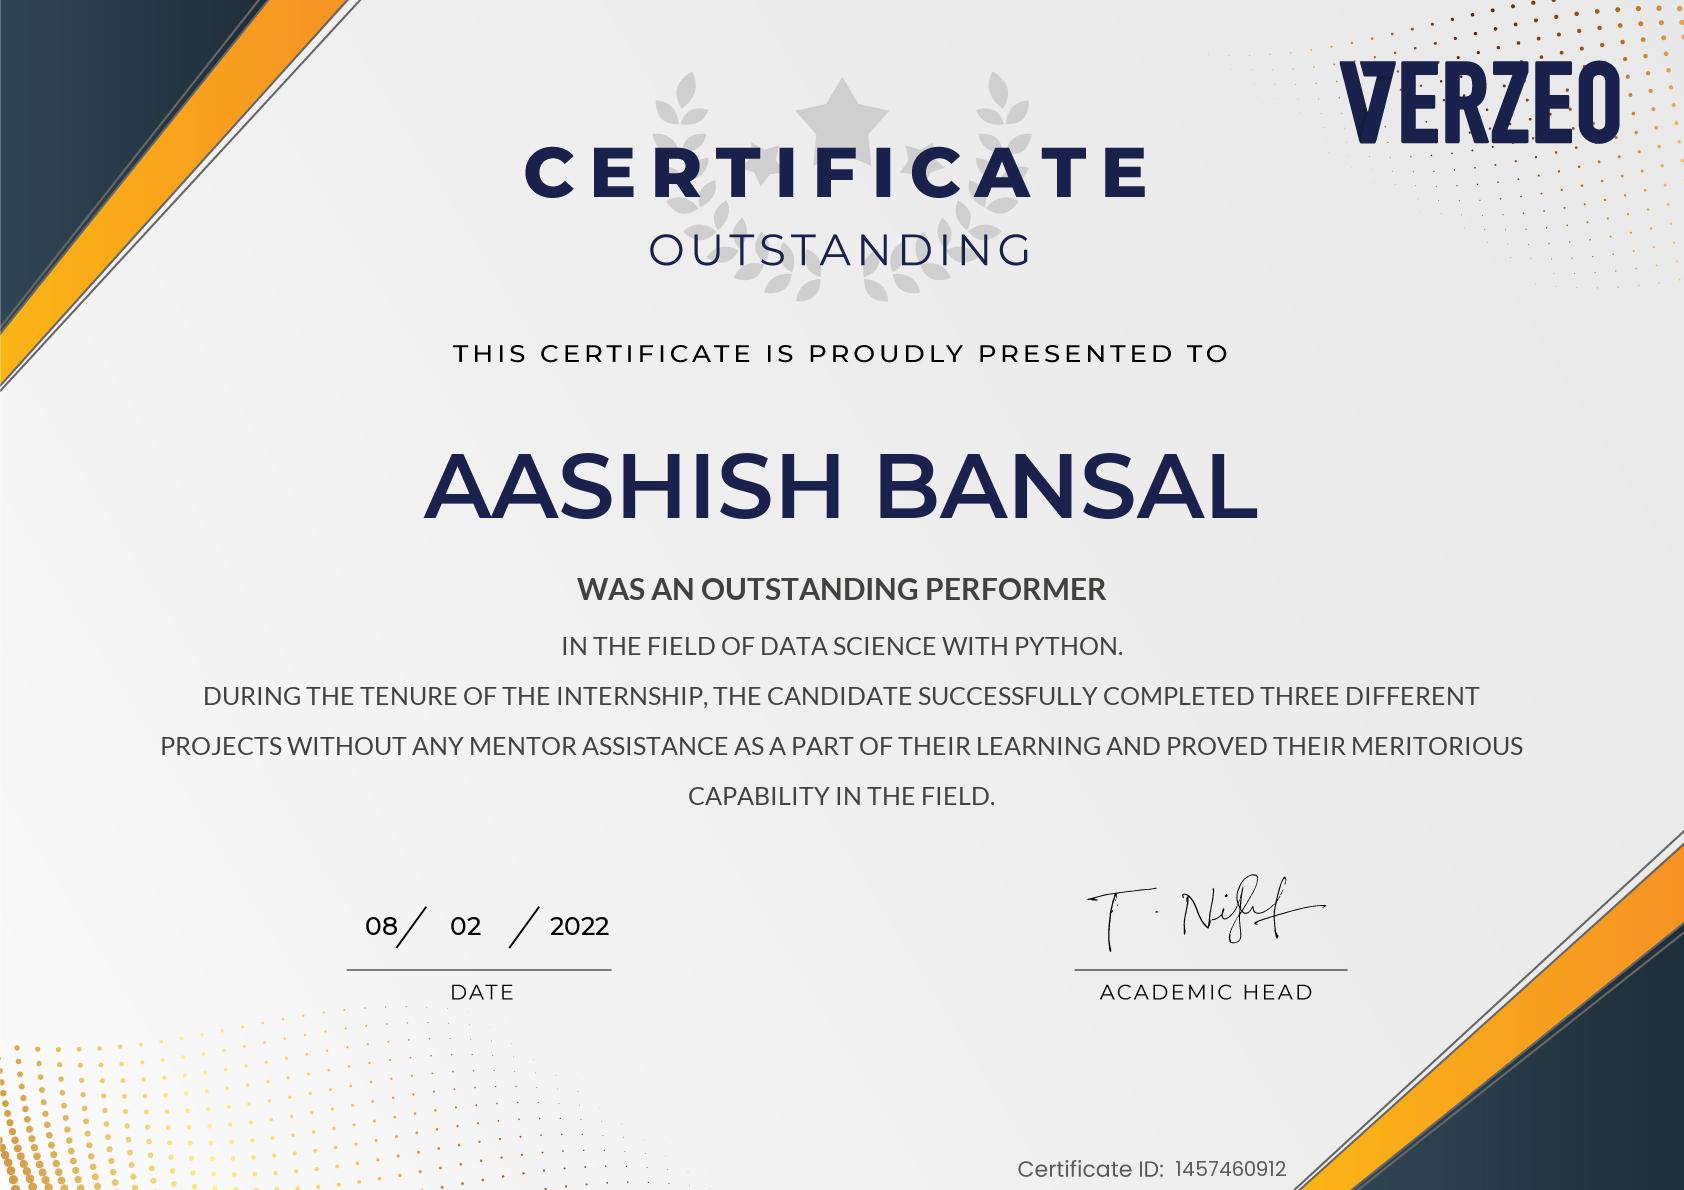 VERZEO
CERTIFICATE
OUTSTANDING
THIS CERTIFICATE IS PROUDLY PRESENTED TO
AASHISH BANSAL
WAS AN OUTSTANDING PERFORMER
IN THE FIELD OF DATA SCIENCE WITH PYTHON.
DURING THE TENURE OF THE INTERNSHIP, THE CANDIDATE SUCCESSFULLY COMPLETED THREE DIFFERENT
PROJECTS WITHOUT ANY MENTOR ASSISTANCE AS A PART OF THEIR LEARNING AND PROVED THEIR MERITORIOUS
CAPABILITY IN THE FIELD.
08/ 02 / 2022
DATE
ACADEMIC HEAD
Certificate ID: 1457460912